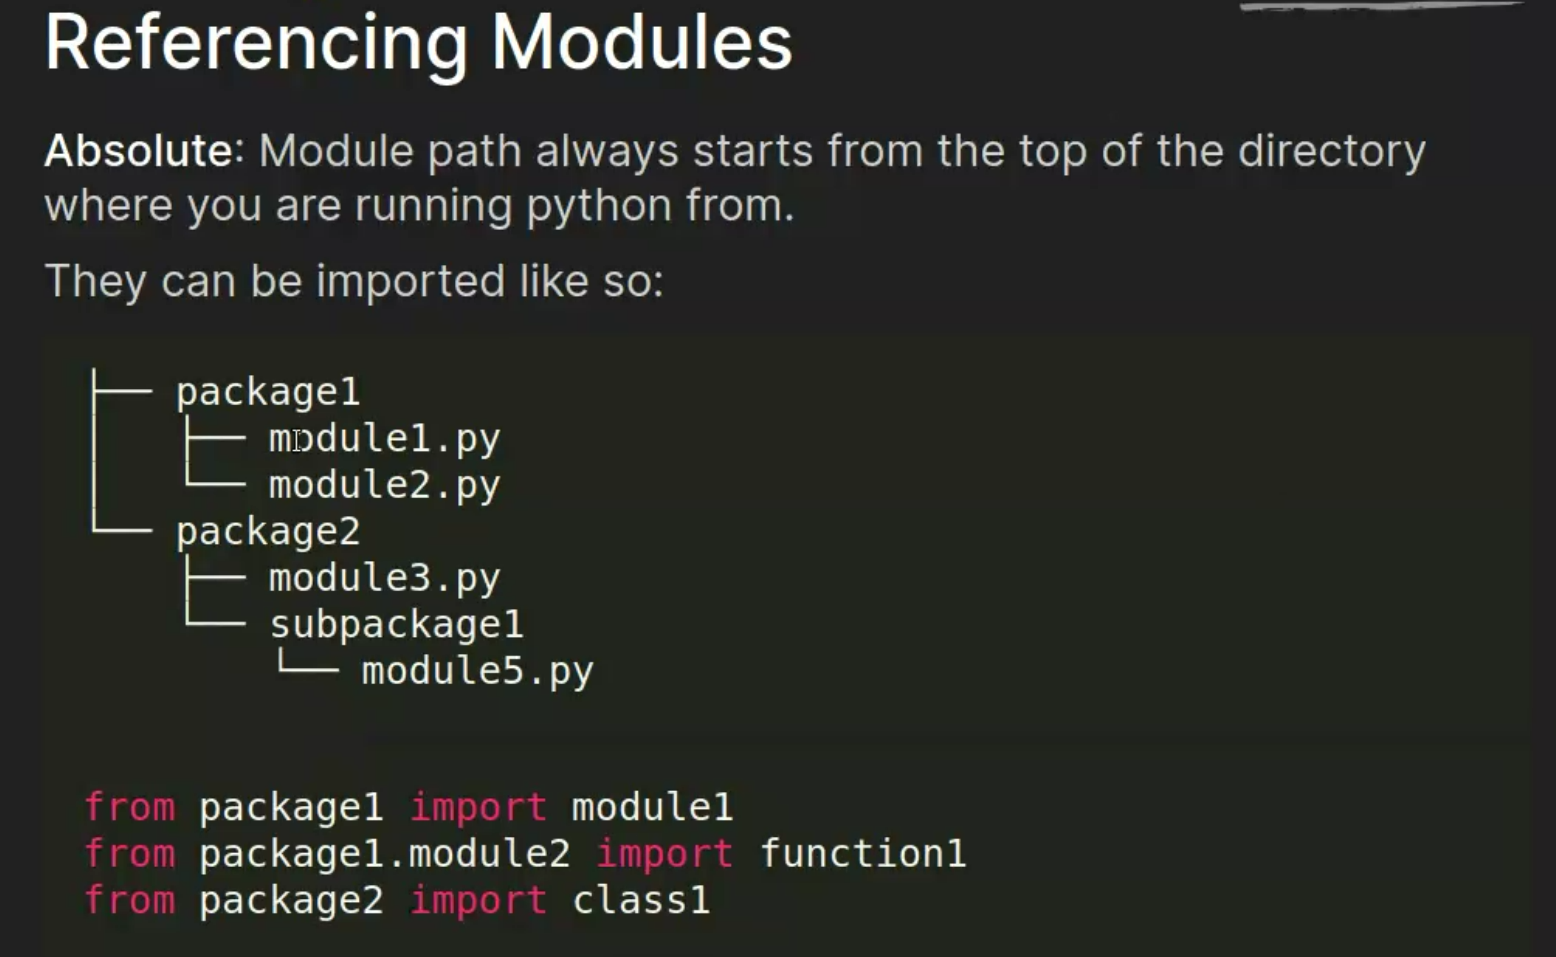 Referencing Modules
Absolute: Module path always starts from the top of the directory
where you are running python from.
They can be imported like so:
├── package1
│   ├── module1.py
│   └── module2.py
└── package2
    ├── module3.py
    └── subpackage1
        └── module5.py
from package1 import module1
from package1.module2 import function1
from package2 import class1